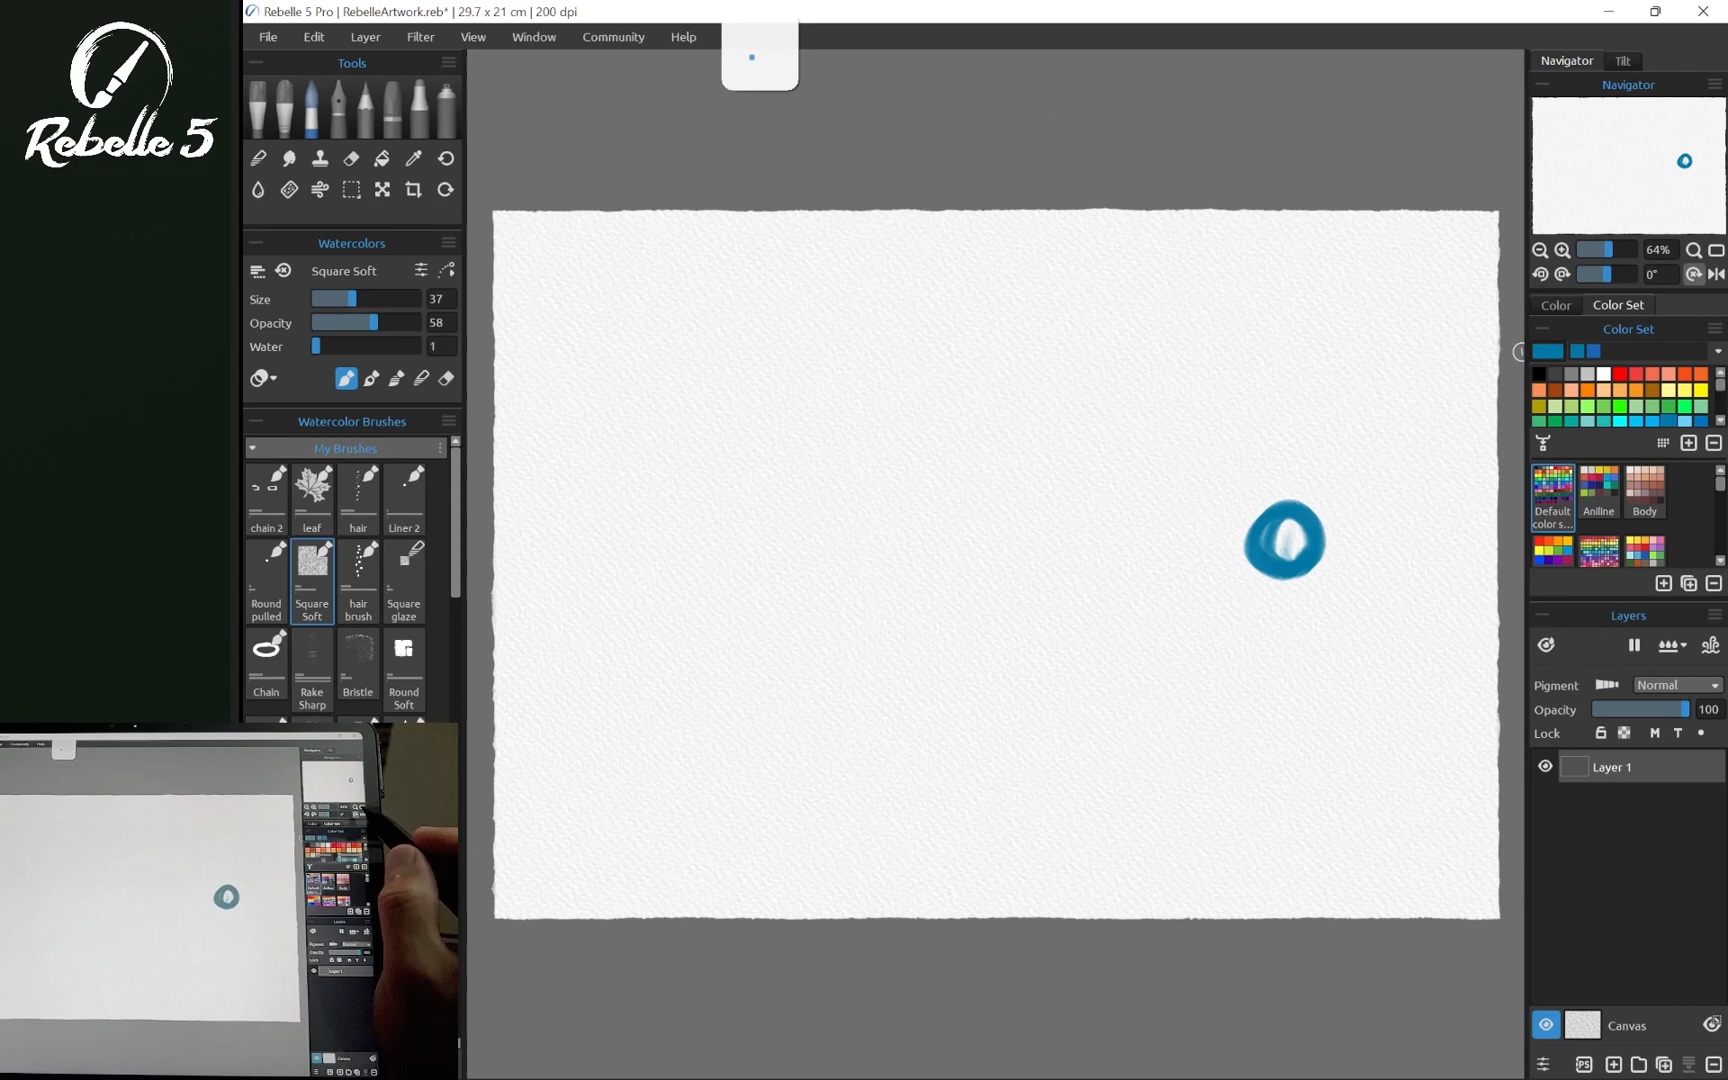 Rebelle 5
Rebelle 5 Pro | RebelleArtwork.reb* | 29.7 x 21 cm | 200 dpi
File Edit Layer Filter View Window Community Help
Tools
Watercolors
Square Soft
Size 37
Opacity 58
Water 1
Watercolor Brushes
My Brushes
chain 2 leaf hair Liner 2
Round pulled
Square Soft
hair brush
Square glaze
Chain
Rake Sharp
Bristle
Round Soft
Navigator Tilt
Navigator
64%
0°
Color Color Set
Color Set
Default color s...
Aniline
Body
Layers
Pigment Normal
Opacity 100
Lock M T
Layer 1
Canvas
PS